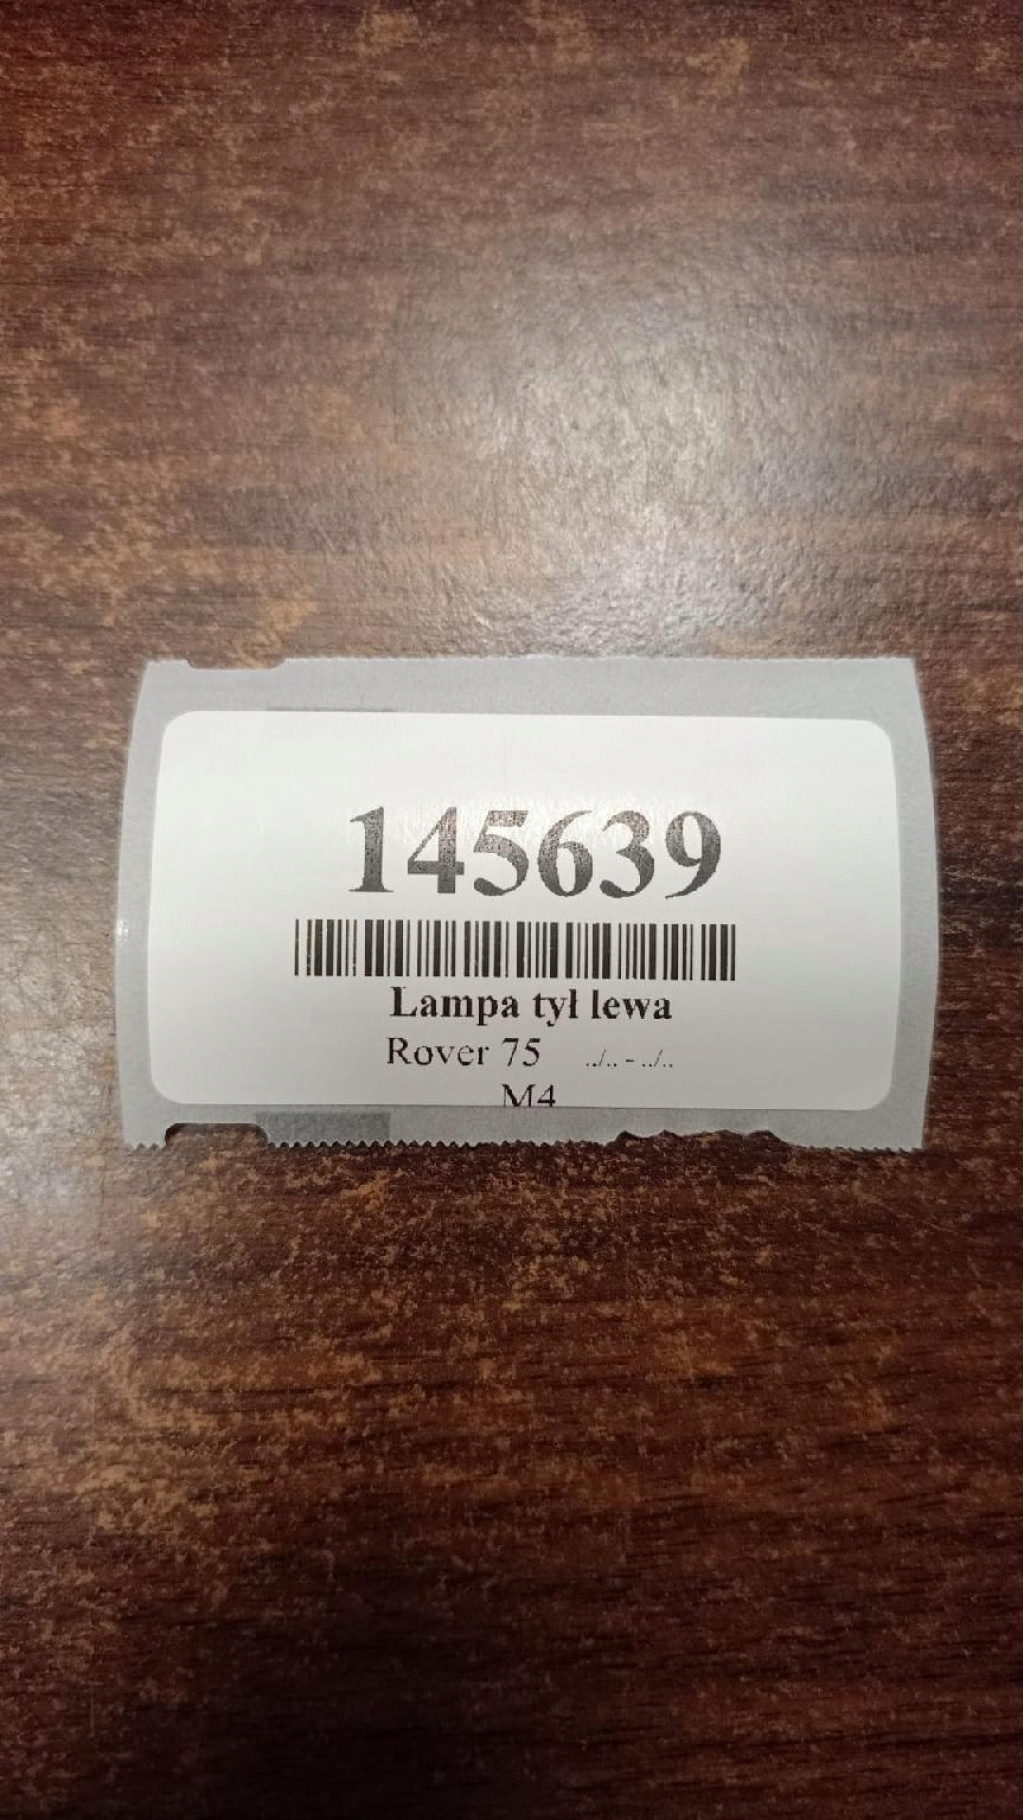 145639
Lampa tył lewa
Rover 75 ../.. - ../..
M4